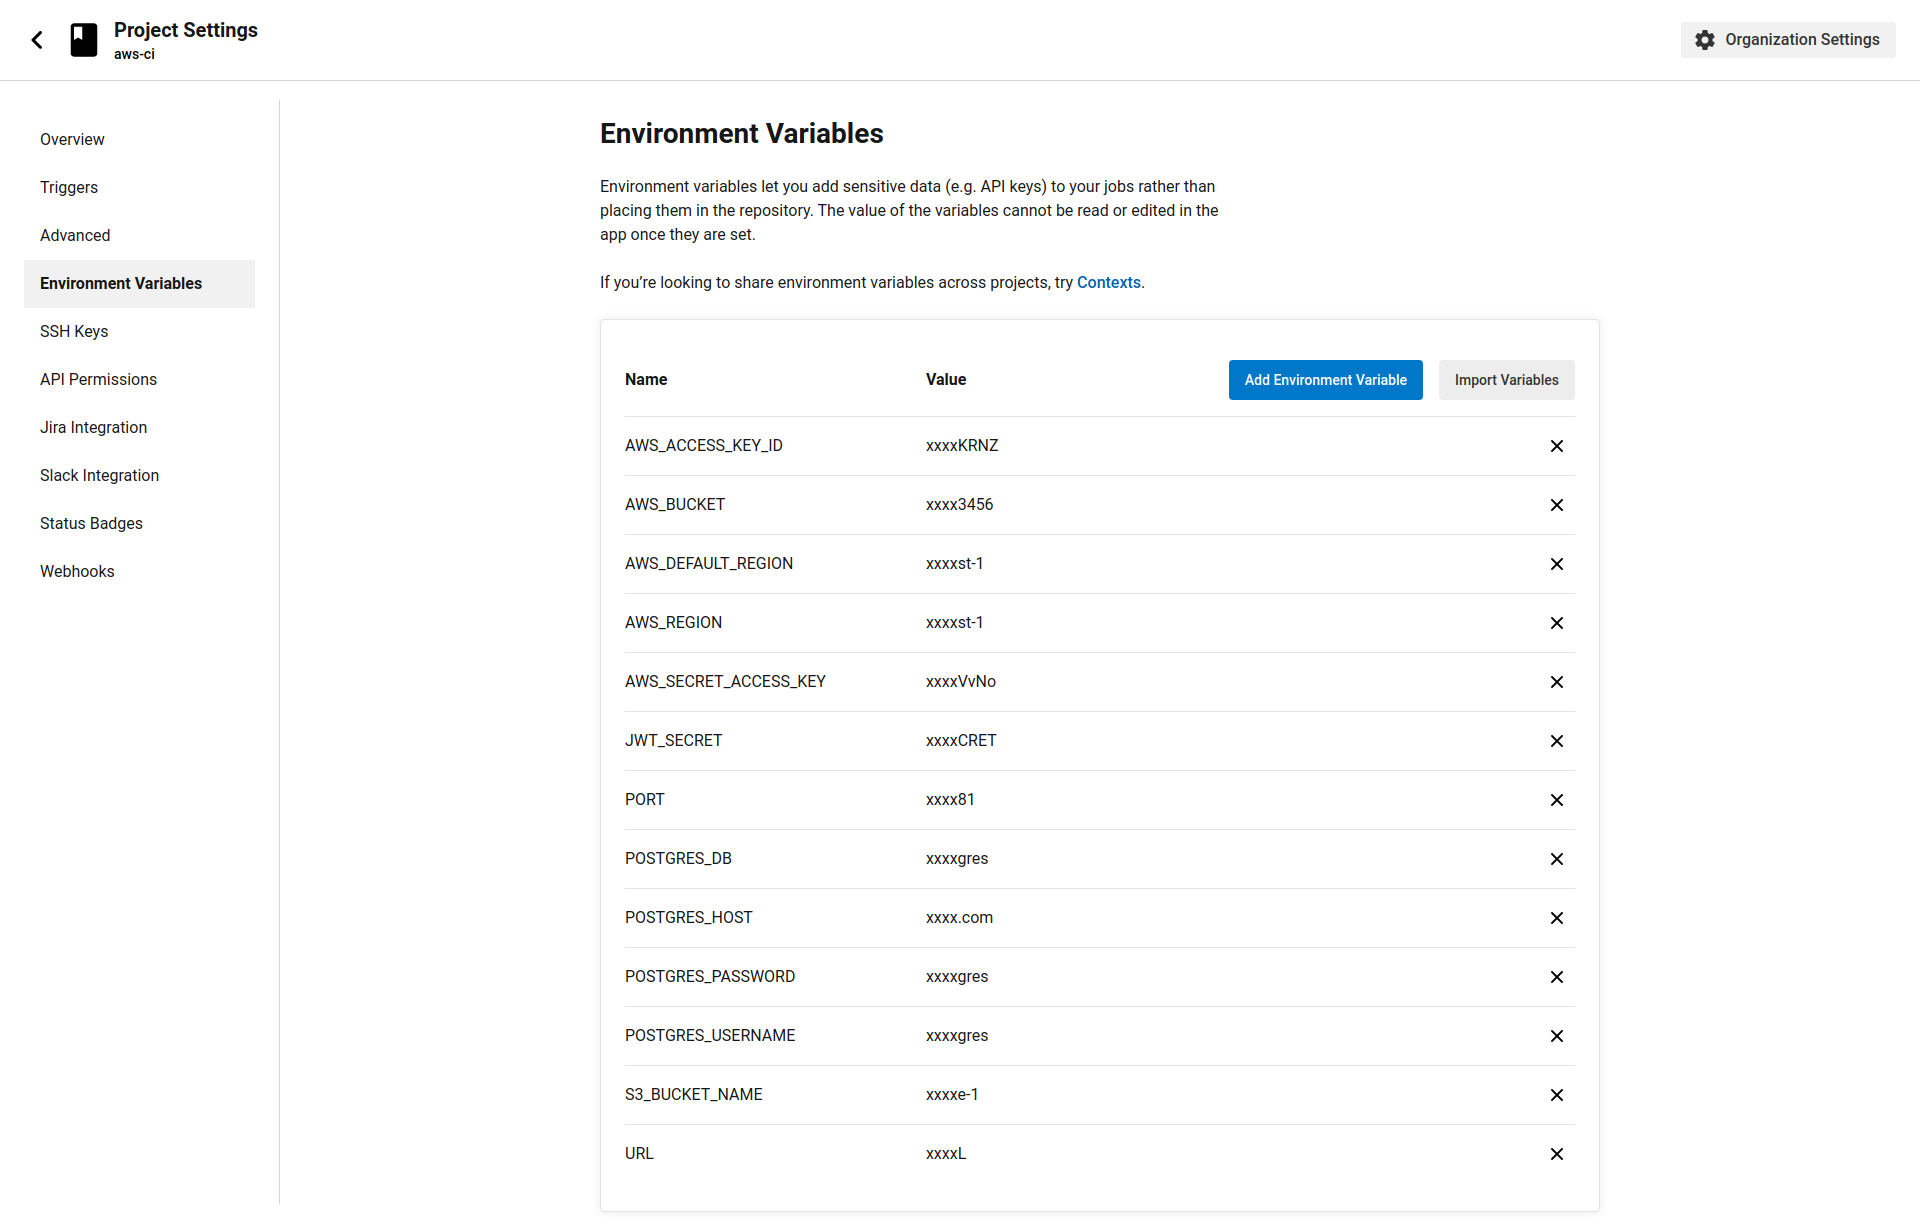 Project Settings
aws-ci
Organization Settings
Overview
Triggers
Advanced
Environment Variables
SSH Keys
API Permissions
Jira Integration
Slack Integration
Status Badges
Webhooks
Environment Variables
Environment variables let you add sensitive data (e.g. API keys) to your jobs rather than
placing them in the repository. The value of the variables cannot be read or edited in the
app once they are set.
If you’re looking to share environment variables across projects, try Contexts.
Name Value Add Environment Variable Import Variables
AWS_ACCESS_KEY_ID xxxxKRNZ
AWS_BUCKET xxxx3456
AWS_DEFAULT_REGION xxxxst-1
AWS_REGION xxxxst-1
AWS_SECRET_ACCESS_KEY xxxxVvNo
JWT_SECRET xxxxCRET
PORT xxxx81
POSTGRES_DB xxxxgres
POSTGRES_HOST xxxx.com
POSTGRES_PASSWORD xxxxgres
POSTGRES_USERNAME xxxxgres
S3_BUCKET_NAME xxxxe-1
URL xxxxL